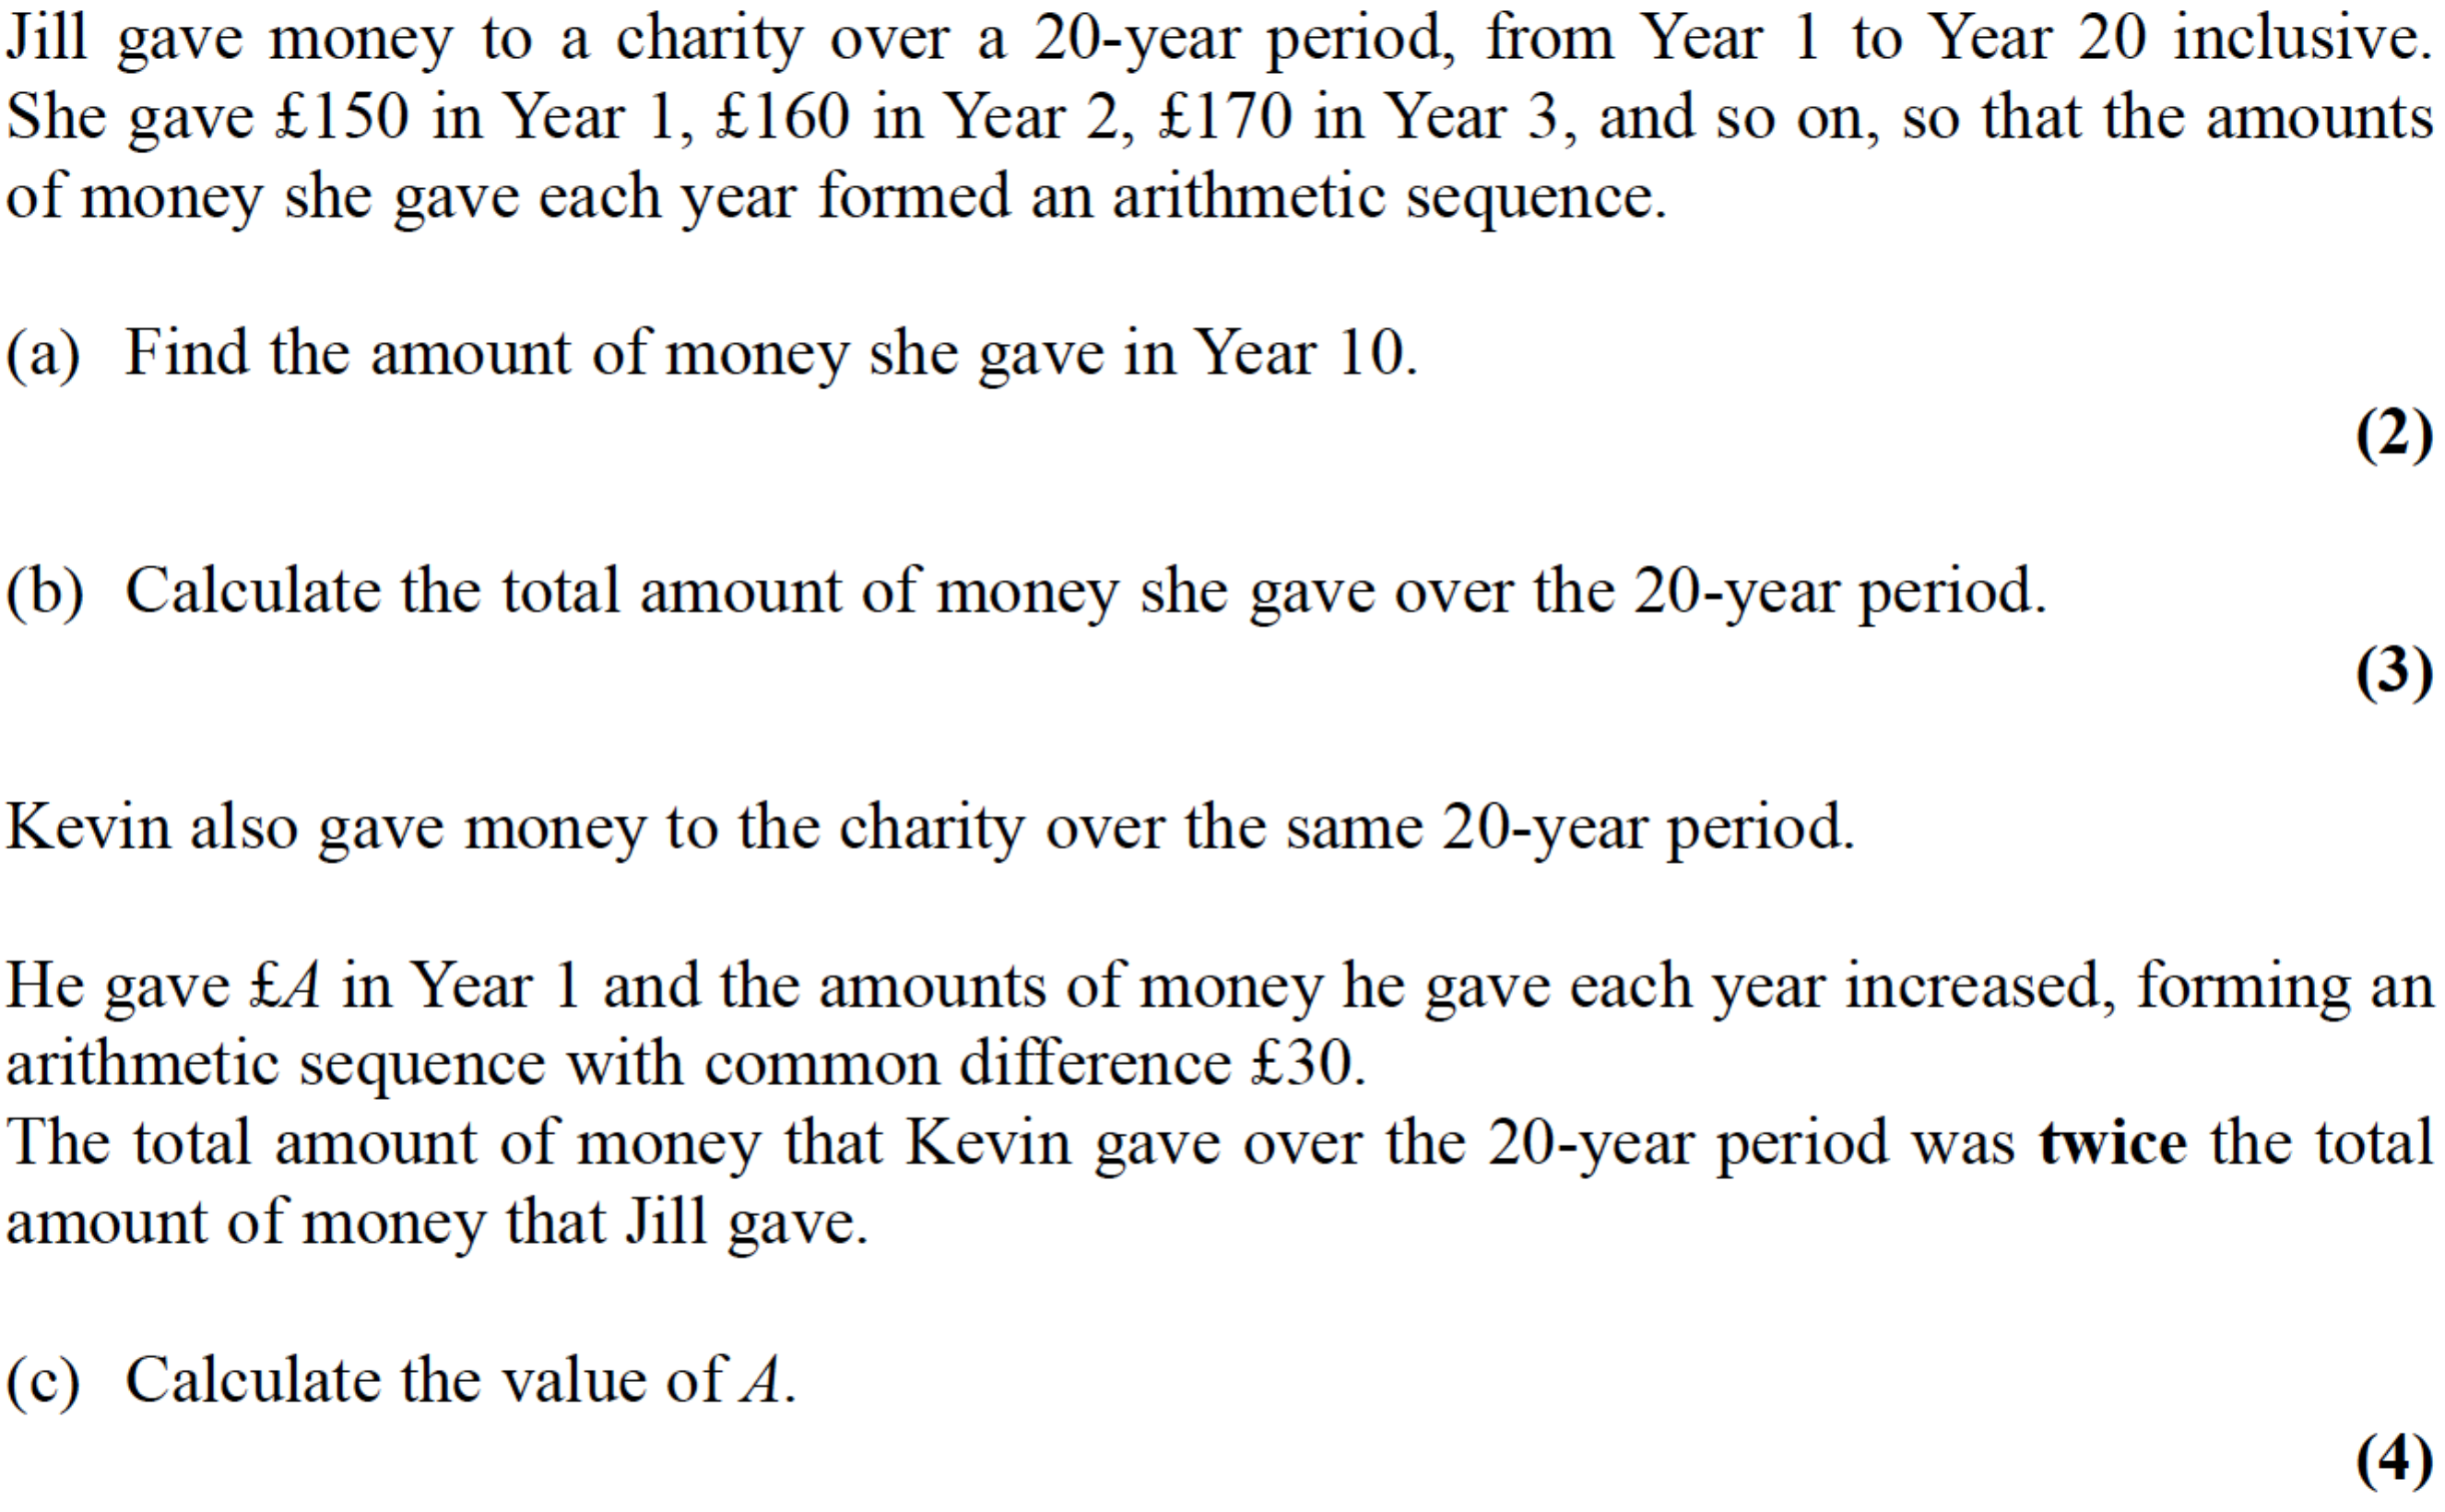 Jill gave money to a charity over a 20-year period, from Year 1 to Year 20 inclusive.
She gave £150 in Year 1, £160 in Year 2, £170 in Year 3, and so on, so that the amounts
of money she gave each year formed an arithmetic sequence.
(a) Find the amount of money she gave in Year 10.
(2)
(b) Calculate the total amount of money she gave over the 20-year period.
(3)
Kevin also gave money to the charity over the same 20-year period.
He gave £A in Year 1 and the amounts of money he gave each year increased, forming an
arithmetic sequence with common difference £30.
The total amount of money that Kevin gave over the 20-year period was twice the total
amount of money that Jill gave.
(c) Calculate the value of A.
(4)